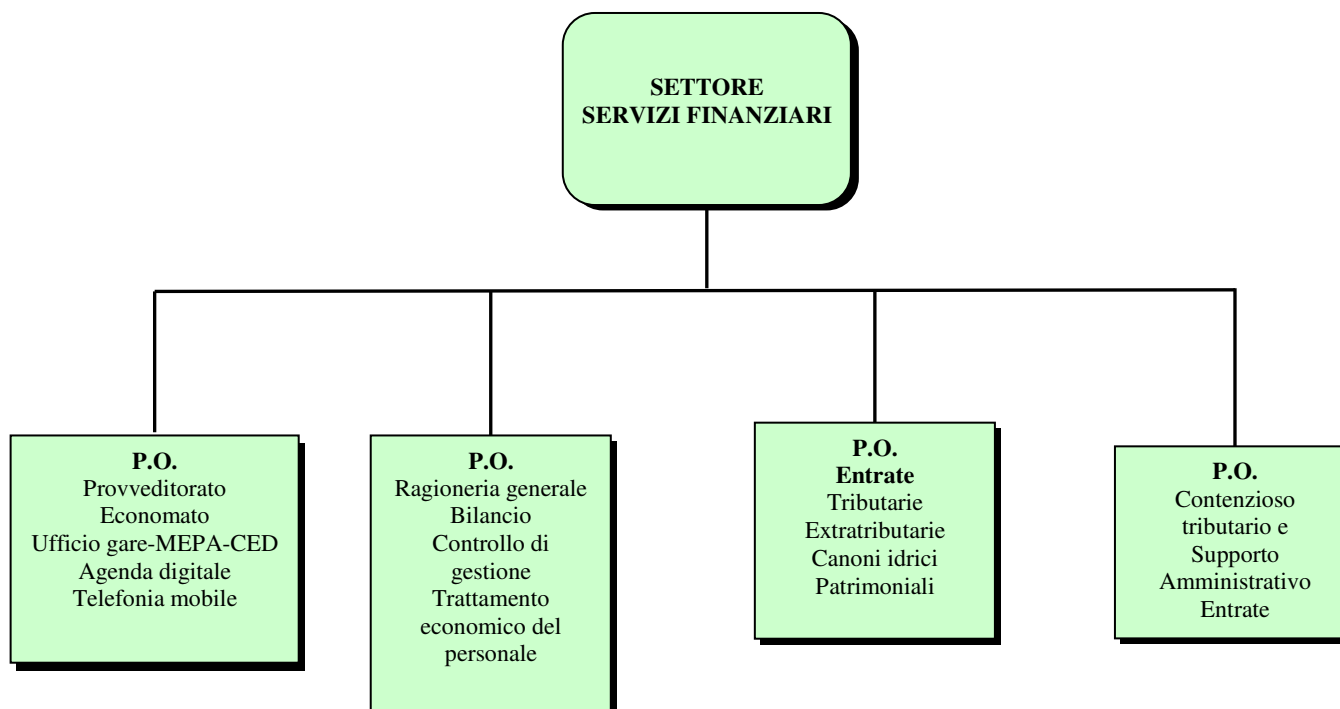 SETTORE
SERVIZI FINANZIARI
P.O.
Provveditorato
Economato
Ufficio gare-MEPA-CED
Agenda digitale
Telefonia mobile
P.O.
Ragioneria generale
Bilancio
Controllo di
gestione
Trattamento
economico del
personale
P.O.
Entrate
Tributarie
Extratributarie
Canoni idrici
Patrimoniali
P.O.
Contenzioso
tributario e
Supporto
Amministrativo
Entrate